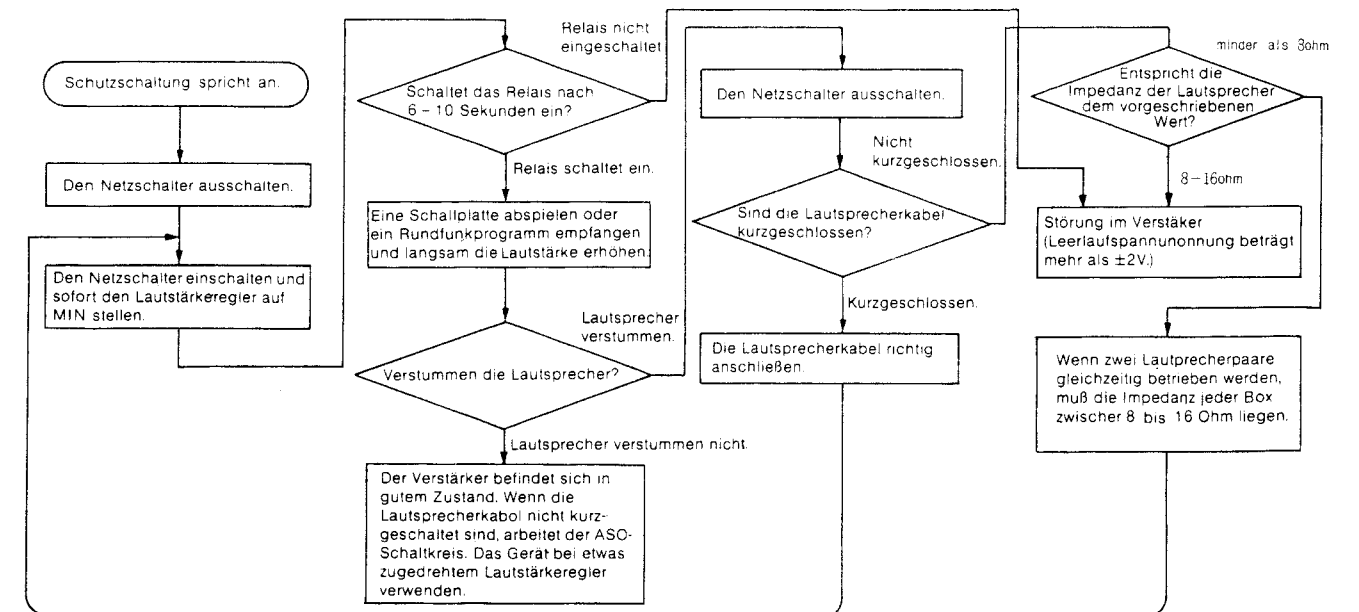 Schutzschaltung spricht an.
Den Netzschalter ausschalten.
Den Netzschalter einschalten und
sofort den Lautstärkeregler auf
MIN stellen.
Schaltet das Relais nach
6 – 10 Sekunden ein?
Relais nicht
eingeschaltet
Relais schaltet ein.
Eine Schallplatte abspielen oder
ein Rundfunkprogramm empfangen
und langsam die Lautstärke erhöhen.
Verstummen die Lautsprecher?
Lautsprecher
verstummen.
Lautsprecher verstummen nicht.
Der Verstärker befindet sich in
gutem Zustand. Wenn die
Lautsprecherkabol nicht kurz-
geschaltet sind, arbeitet der ASO-
Schaltkreis. Das Gerät bei etwas
zugedrehtem Lautstärkeregler
verwenden.
Den Netzschalter ausschalten.
Nicht
kurzgeschlossen.
Sind die Lautsprecherkabel
kurzgeschlossen?
Kurzgeschlossen.
Die Lautsprecherkabel richtig
anschließen.
minder als 8ohm
Entspricht die
Impedanz der Lautsprecher
dem vorgeschriebenen
Wert?
8–16ohm
Störung im Verstäker
(Leerlaufspannunonnung beträgt
mehr als ±2V.)
Wenn zwei Lautprecherpaare
gleichzeitig betrieben werden,
muß die Impedanz jeder Box
zwischer 8 bis 16 Ohm liegen.